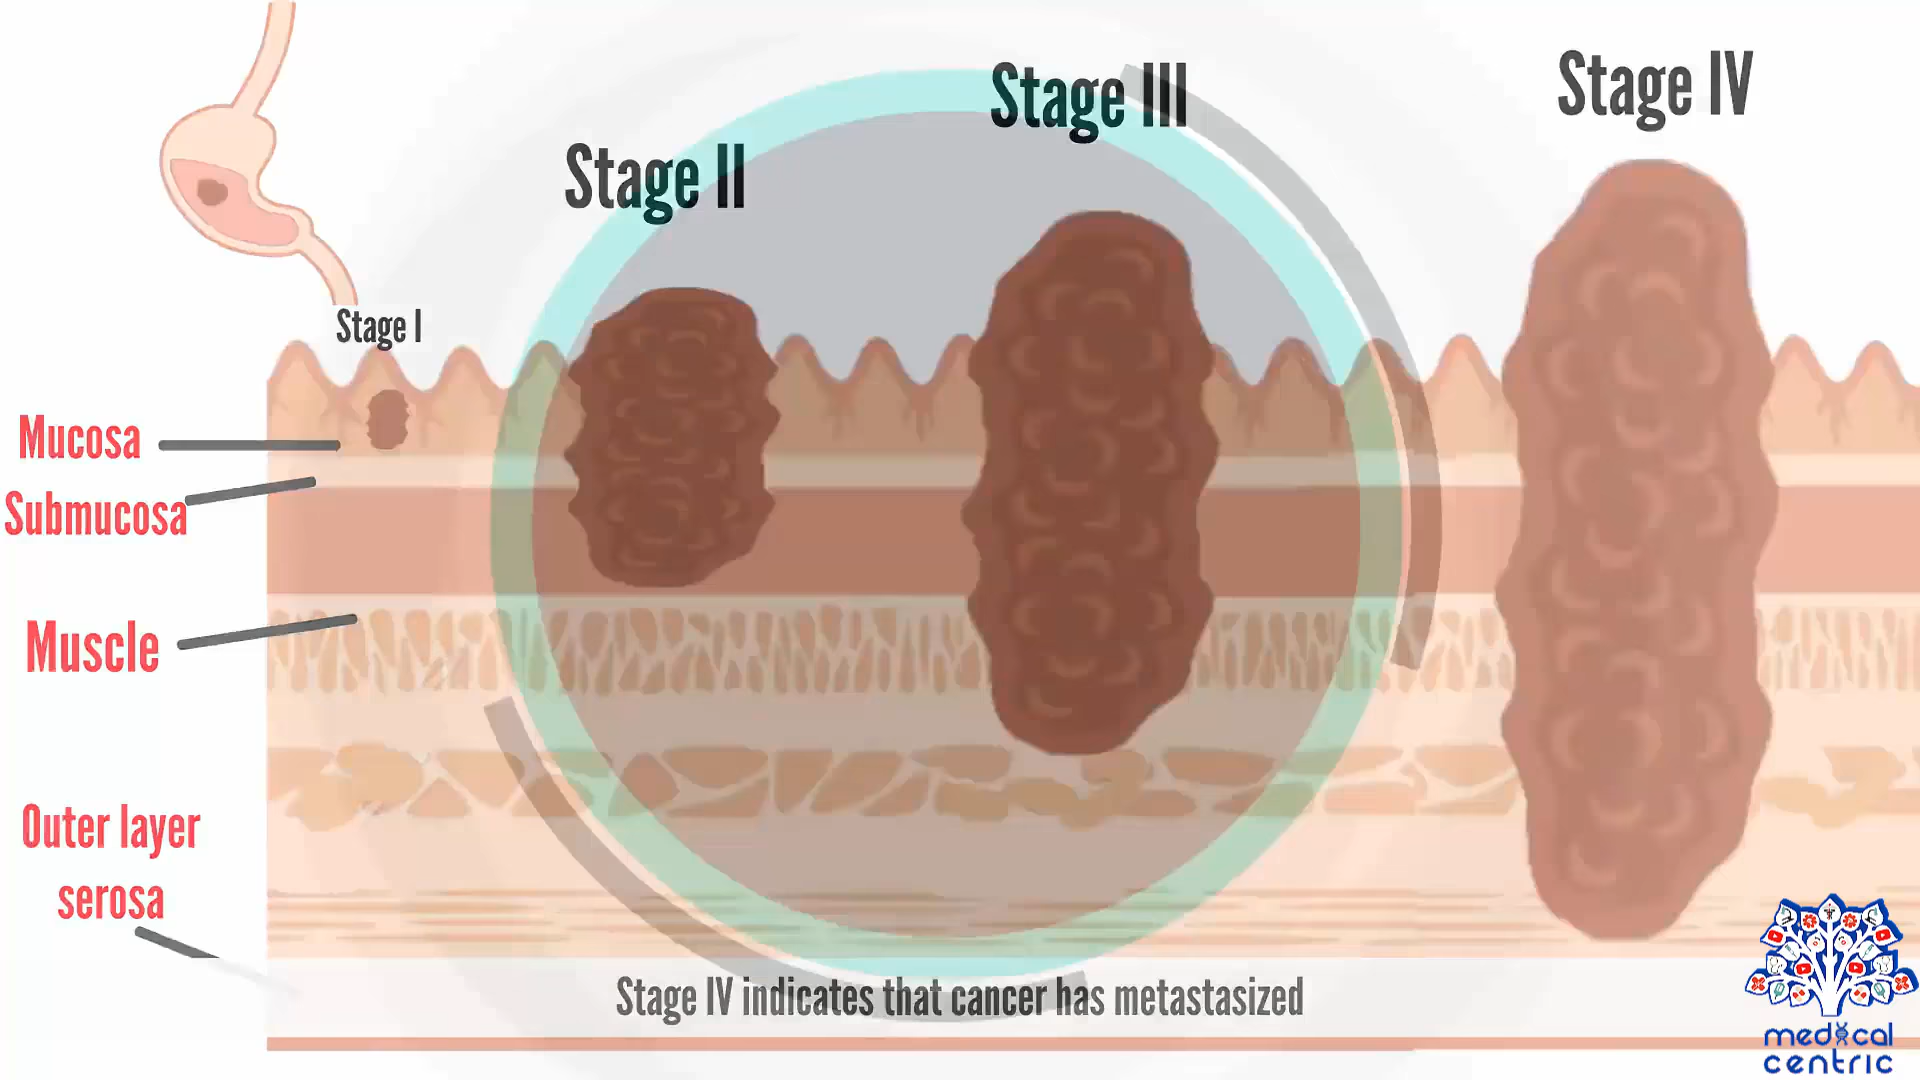 Stage IV
Stage III
Stage II
Stage I
Mucosa
Submucosa
Muscle
Outer layer
serosa
Stage IV indicates that cancer has metastasized
medical
centric